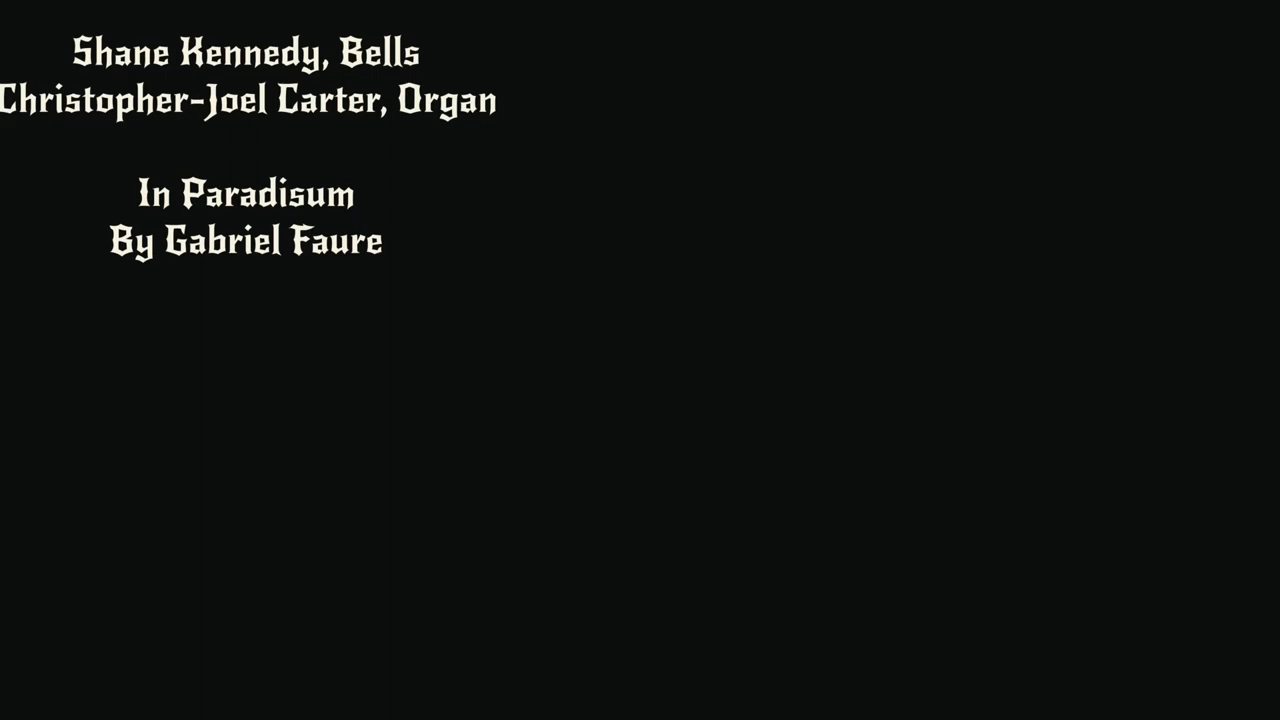 Shane Kennedy, Bells
Christopher-Joel Carter, Organ
In Paradisum
By Gabriel Faure